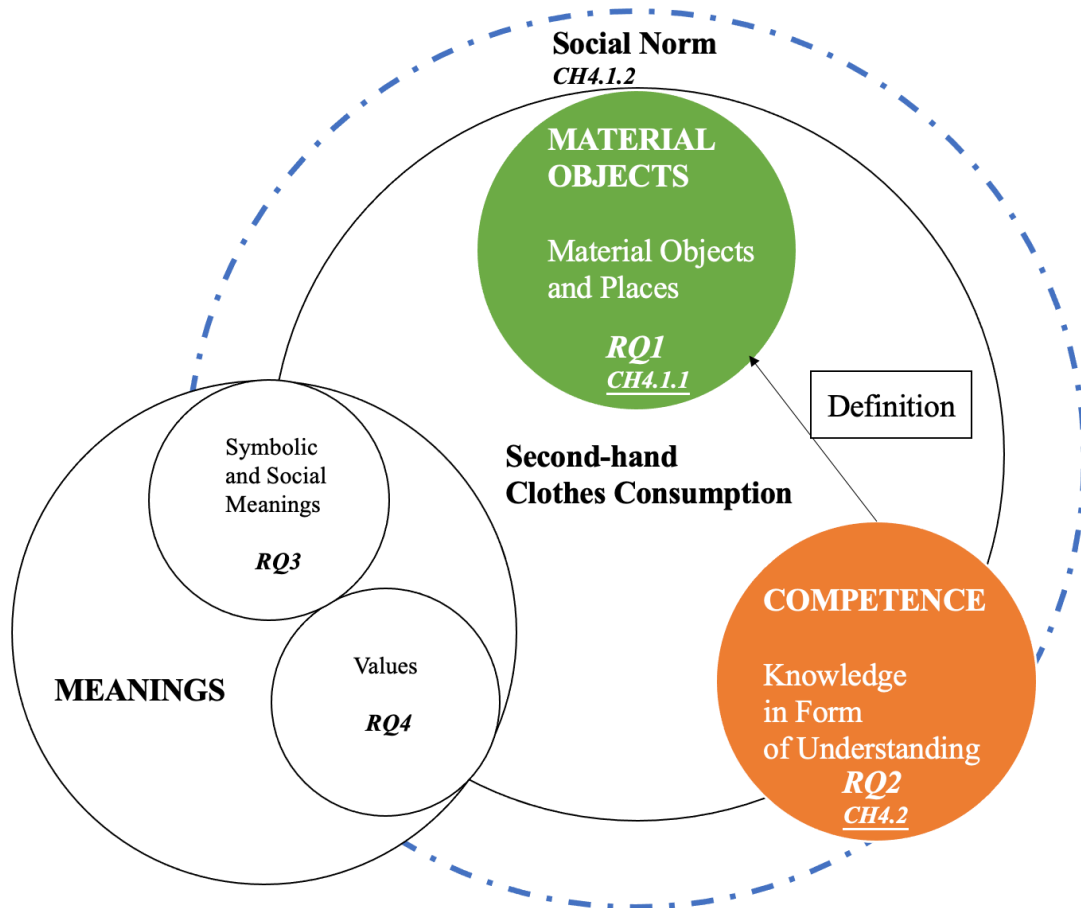 Social Norm
CH4.1.2
MATERIAL
OBJECTS
Material Objects
and Places
RQ1
CH4.1.1
Definition
Second-hand
Clothes Consumption
Symbolic
and Social
Meanings
RQ3
COMPETENCE
Knowledge
in Form
of Understanding
RQ2
CH4.2
MEANINGS
Values
RQ4